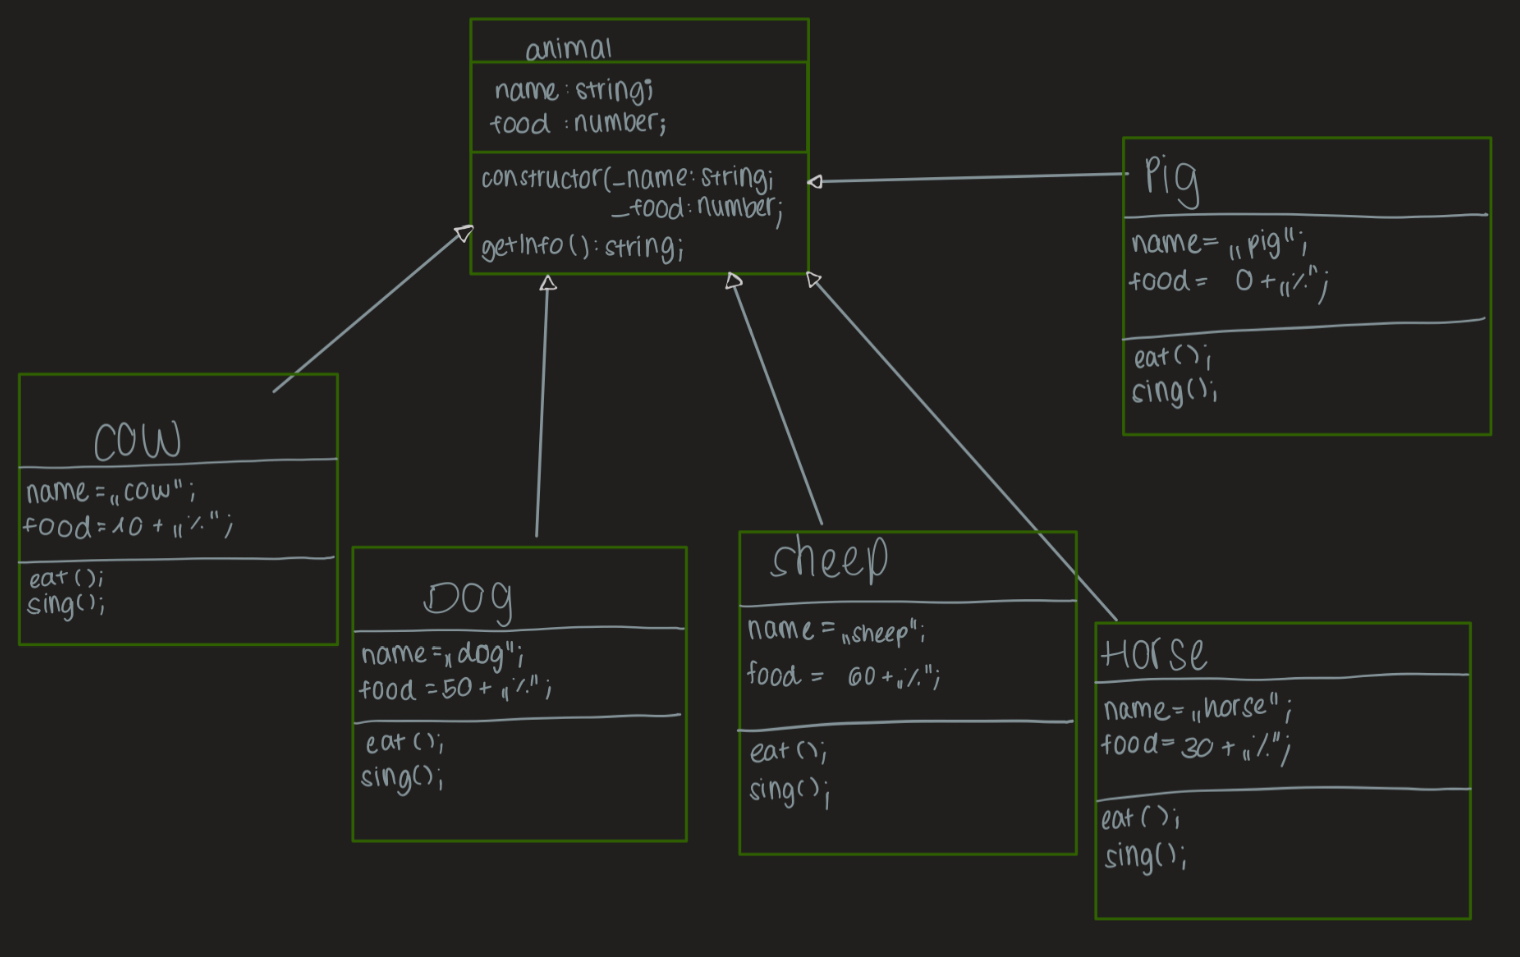 animal
name : string;
food : number;
constructor(_name: string;
_food: number;
getInfo() : string;
Pig
name = „pig";
food = 0 + „%";
eat();
sing();
cow
name = „cow";
food = 10 + „%";
eat();
sing();
DOG
name = „dog";
food = 50 + „%";
eat();
sing();
sheep
name = „sheep";
food = 60 + „%";
eat();
sing();
HORSE
name = „horse";
food = 30 + „%";
eat();
sing();